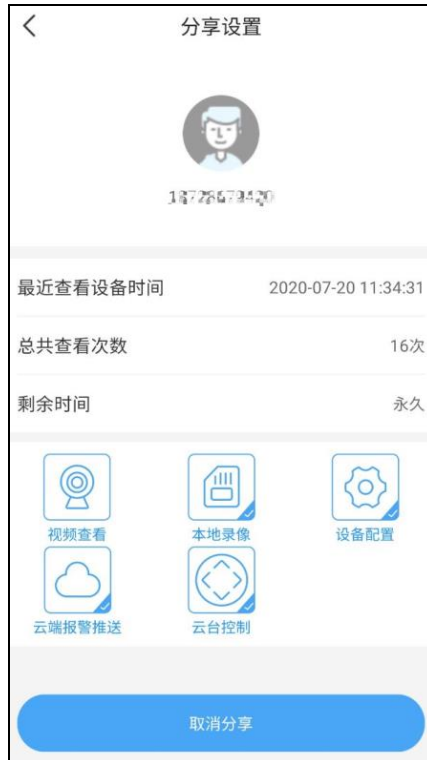 分享设置
最近查看设备时间 2020-07-20 11:34:31
总共查看次数 16次
剩余时间 永久
视频查看 本地录像 设备配置
云端报警推送 云台控制
取消分享